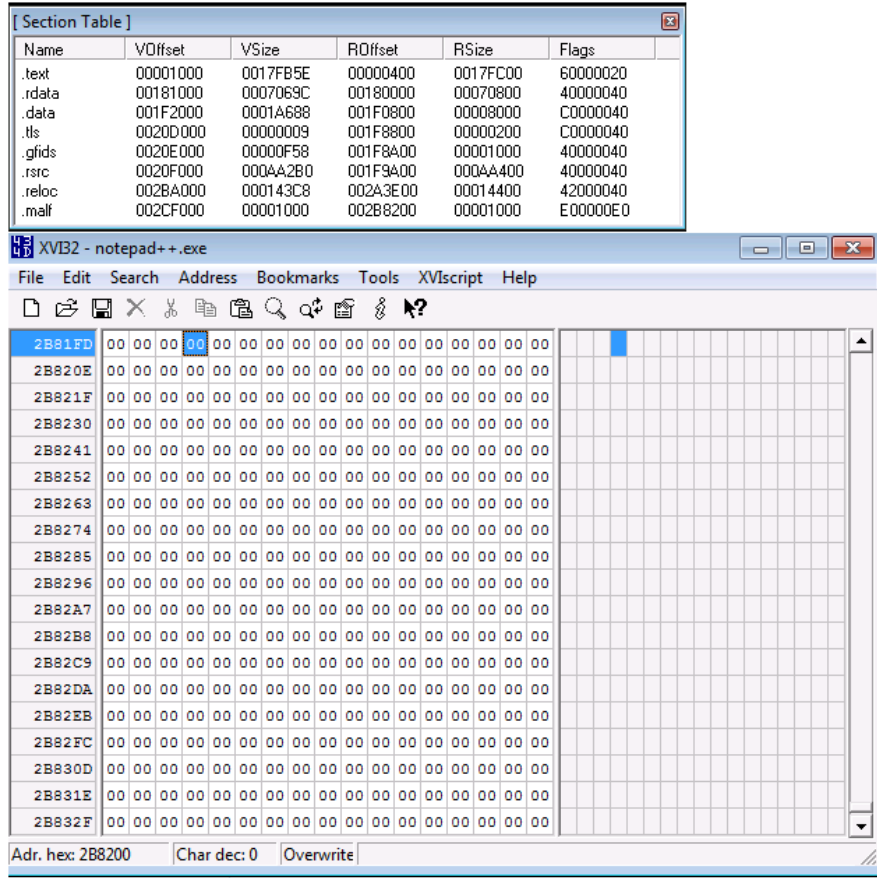 [ Section Table ]
Name VOffset VSize ROffset RSize Flags
.text 00001000 0017FB5E 00000400 0017FC00 60000020
.rdata 00181000 0007069C 00180000 00070800 40000040
.data 001F2000 0001A688 001F0800 00008000 C0000040
.tls 0020D000 00000009 001F8800 00000200 C0000040
.gfids 0020E000 00000F58 001F8A00 00001000 40000040
.rsrc 0020F000 000AA2B0 001F9A00 000AA400 40000040
.reloc 002BA000 000143C8 002A3E00 00014400 42000040
.malf 002CF000 00001000 002B8200 00001000 E00000E0
XVI32 - notepad++.exe
File Edit Search Address Bookmarks Tools XVIscript Help
2B81FD 00 00 00 00 00 00 00 00 00 00 00 00 00 00 00 00 00
2B820E 00 00 00 00 00 00 00 00 00 00 00 00 00 00 00 00 00
2B821F 00 00 00 00 00 00 00 00 00 00 00 00 00 00 00 00 00
2B8230 00 00 00 00 00 00 00 00 00 00 00 00 00 00 00 00 00
2B8241 00 00 00 00 00 00 00 00 00 00 00 00 00 00 00 00 00
2B8252 00 00 00 00 00 00 00 00 00 00 00 00 00 00 00 00 00
2B8263 00 00 00 00 00 00 00 00 00 00 00 00 00 00 00 00 00
2B8274 00 00 00 00 00 00 00 00 00 00 00 00 00 00 00 00 00
2B8285 00 00 00 00 00 00 00 00 00 00 00 00 00 00 00 00 00
2B8296 00 00 00 00 00 00 00 00 00 00 00 00 00 00 00 00 00
2B82A7 00 00 00 00 00 00 00 00 00 00 00 00 00 00 00 00 00
2B82B8 00 00 00 00 00 00 00 00 00 00 00 00 00 00 00 00 00
2B82C9 00 00 00 00 00 00 00 00 00 00 00 00 00 00 00 00 00
2B82DA 00 00 00 00 00 00 00 00 00 00 00 00 00 00 00 00 00
2B82EB 00 00 00 00 00 00 00 00 00 00 00 00 00 00 00 00 00
2B82FC 00 00 00 00 00 00 00 00 00 00 00 00 00 00 00 00 00
2B830D 00 00 00 00 00 00 00 00 00 00 00 00 00 00 00 00 00
2B831E 00 00 00 00 00 00 00 00 00 00 00 00 00 00 00 00 00
2B832F 00 00 00 00 00 00 00 00 00 00 00 00 00 00 00 00 00
Adr. hex: 2B8200 Char dec: 0 Overwrite